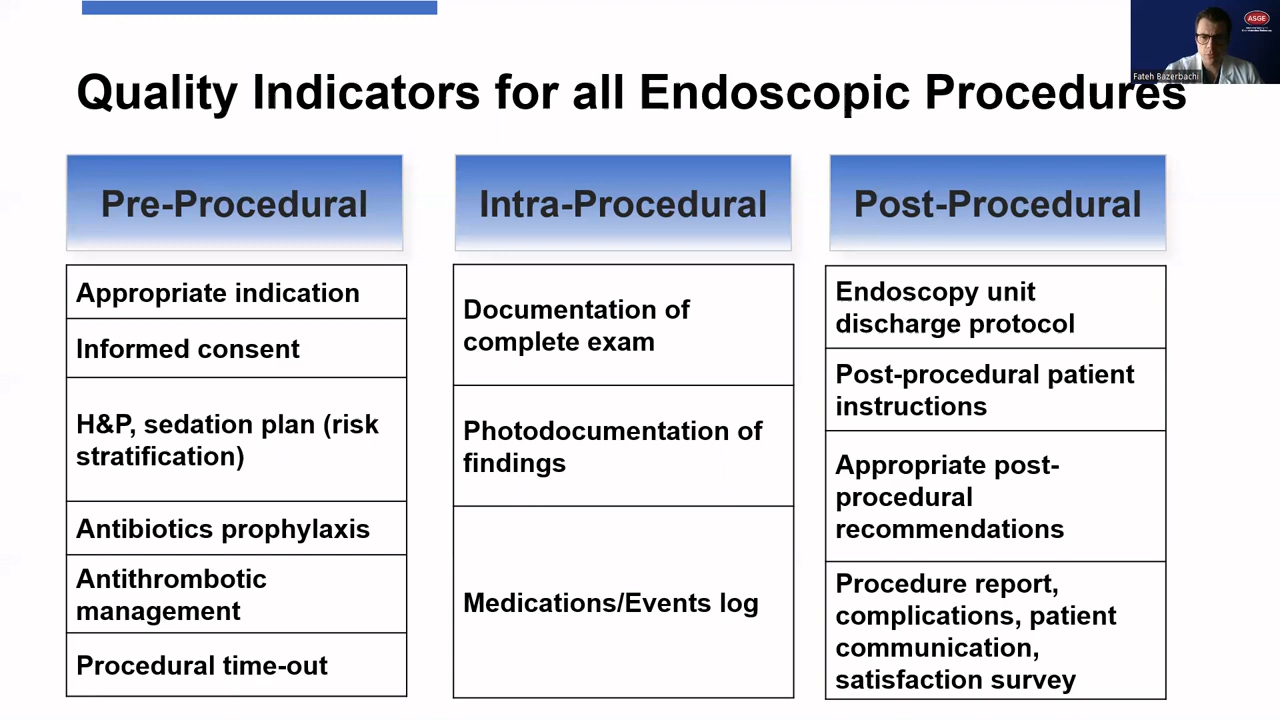 ASGE
Fateh Bazerbachi
Quality Indicators for all Endoscopic Procedures
Pre-Procedural
Appropriate indication
Informed consent
H&P, sedation plan (risk
stratification)
Antibiotics prophylaxis
Antithrombotic
management
Procedural time-out
Intra-Procedural
Documentation of
complete exam
Photodocumentation of
findings
Medications/Events log
Post-Procedural
Endoscopy unit
discharge protocol
Post-procedural patient
instructions
Appropriate post-
procedural
recommendations
Procedure report,
complications, patient
communication,
satisfaction survey